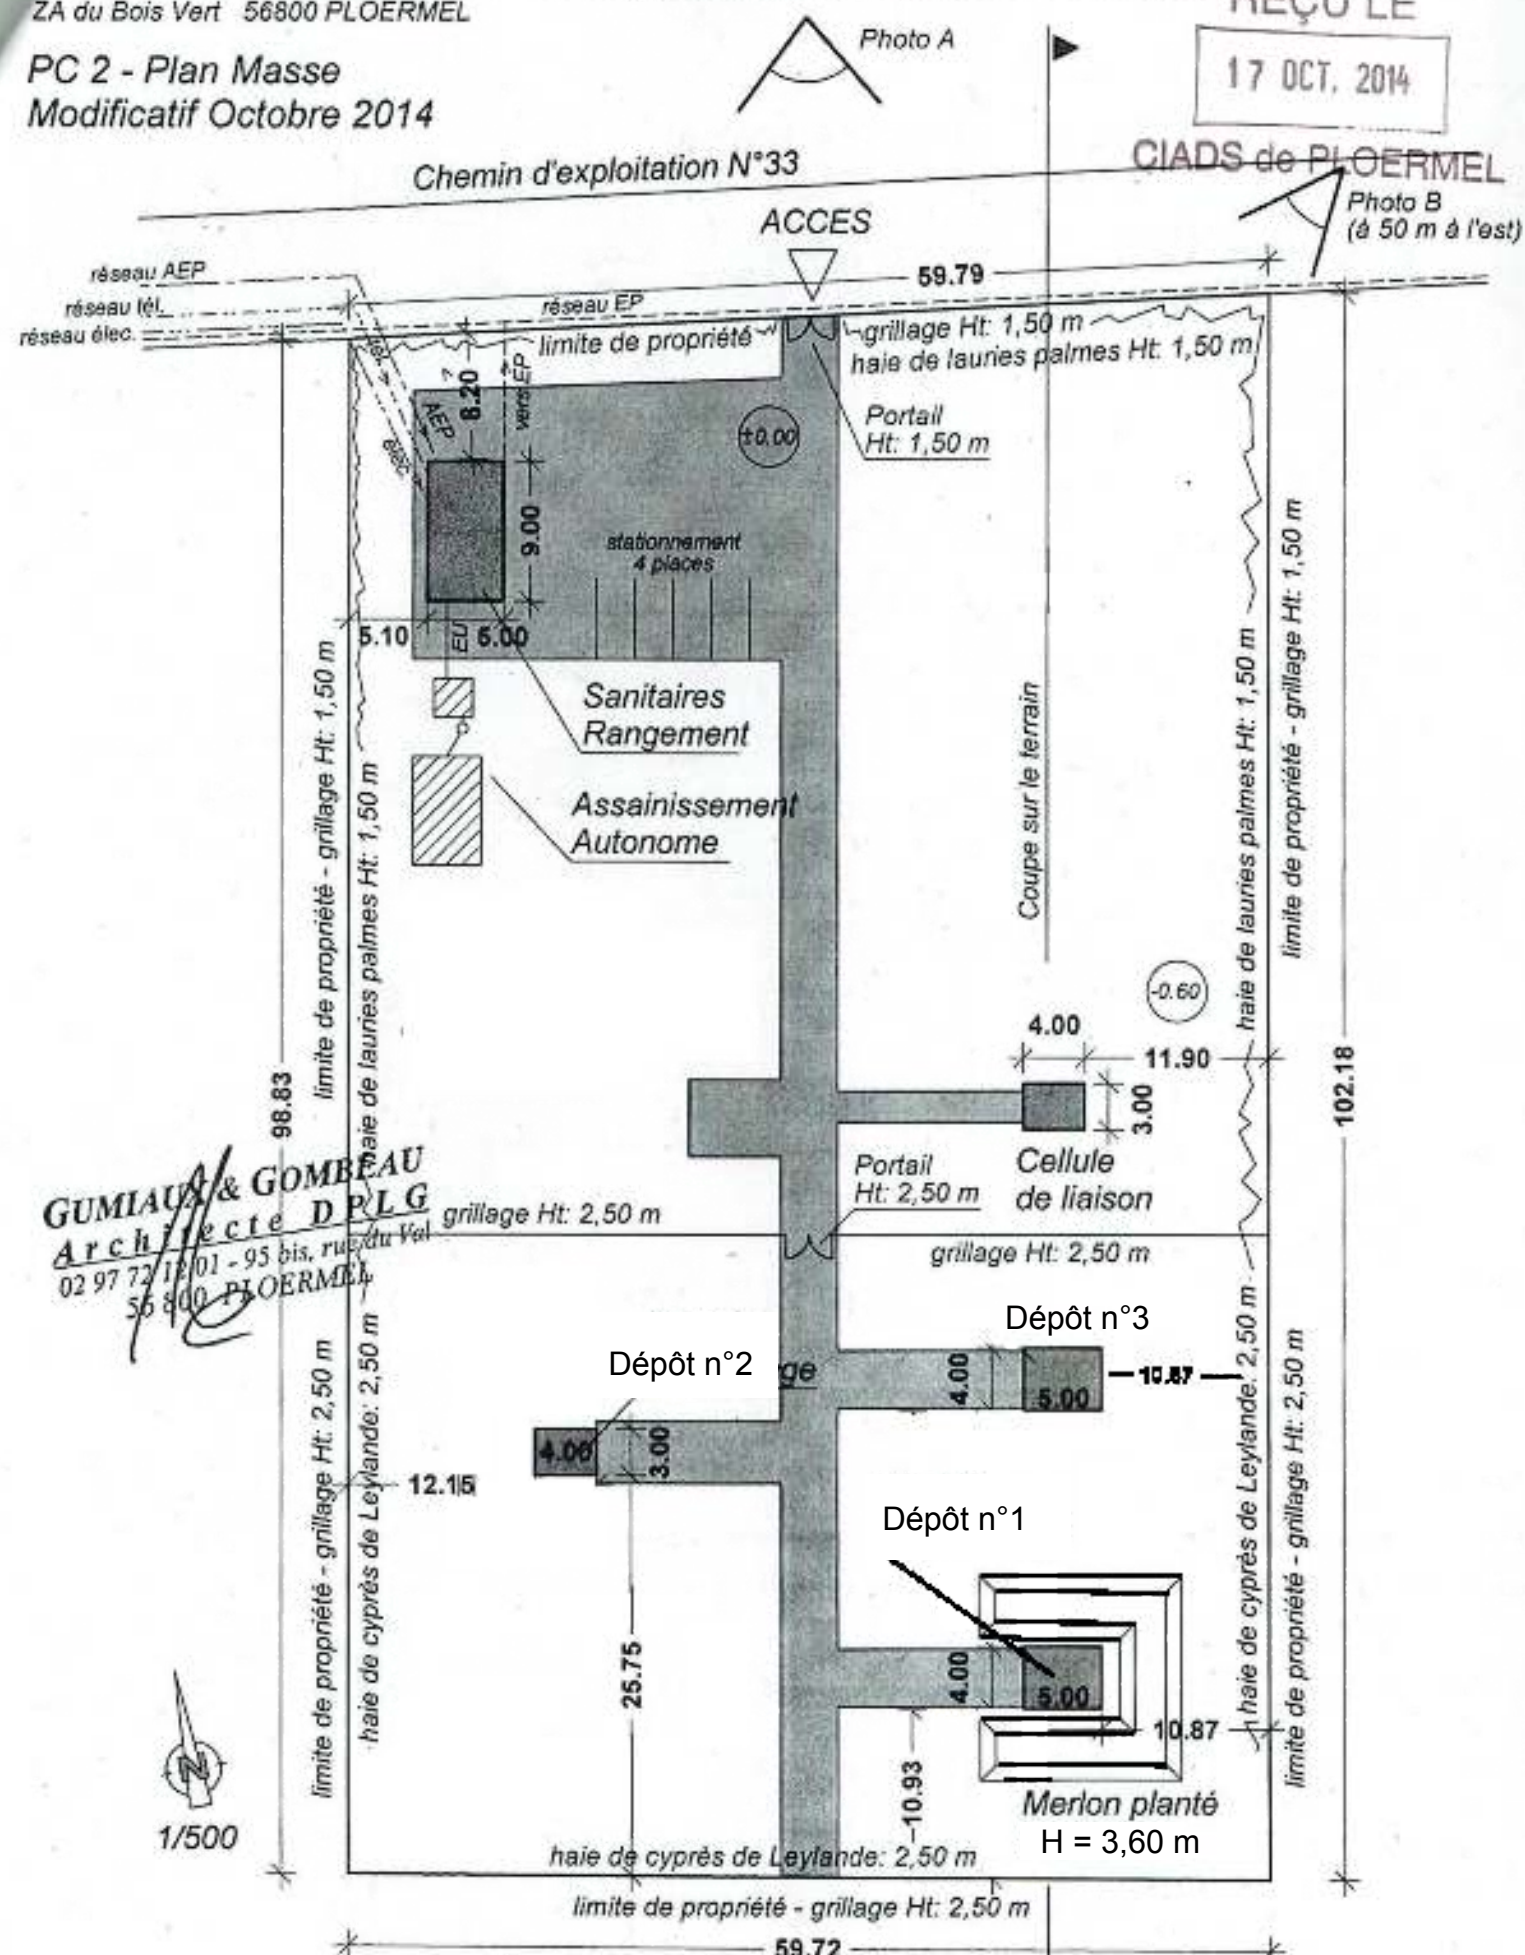 ZA du Bois Vert 56800 PLOERMEL
REÇU LE
17 OCT. 2014
CIADS de PLOERMEL
PC 2 - Plan Masse
Modificatif Octobre 2014
Photo A
Chemin d'exploitation N°33
Photo B
(à 50 m à l'est)
ACCES
59.79
réseau AEP
réseau tél.
réseau élec.
réseau EP
limite de propriété
grillage Ht: 1,50 m
haie de lauries palmes Ht: 1,50 m
tél.
AEP
élec
8.20
vers EP
±0.00
Portail
Ht: 1,50 m
9.00
stationnement
4 places
5.10
EU
5.00
Sanitaires
Rangement
Assainissement
Autonome
limite de propriété - grillage Ht: 1,50 m
haie de lauries palmes Ht: 1,50 m
Coupe sur le terrain
haie de lauries palmes Ht: 1,50 m
limite de propriété - grillage Ht: 1,50 m
-0.60
4.00
11.90
3.00
98.83
102.18
Cellule
de liaison
Portail
Ht: 2,50 m
GUMIAUX & GOMBEAU
Architecte DPLG
02 97 72 12 01 - 95 bis, rue du Val
56 800 PLOERMEL
grillage Ht: 2,50 m
grillage Ht: 2,50 m
Dépôt n°3
Dépôt n°2
ge
4.00
5.00
10.87
4.00
3.00
12.15
Dépôt n°1
25.75
4.00
5.00
10.87
10.93
limite de propriété - grillage Ht: 2,50 m
haie de cyprès de Leylande: 2,50 m
haie de cyprès de Leylande: 2,50 m
limite de propriété - grillage Ht: 2,50 m
Merlon planté
H = 3,60 m
N
1/500
haie de cyprès de Leylande: 2,50 m
limite de propriété - grillage Ht: 2,50 m
59.72